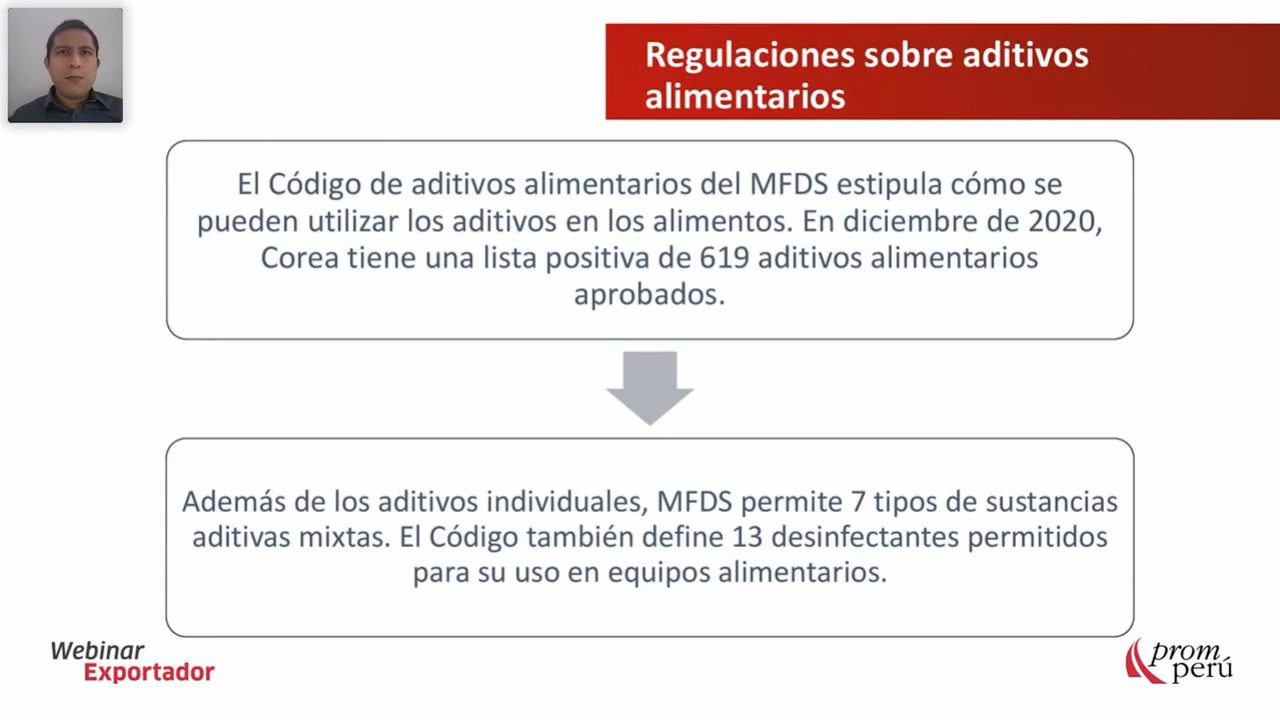 Regulaciones sobre aditivos
alimentarios
El Código de aditivos alimentarios del MFDS estipula cómo se
pueden utilizar los aditivos en los alimentos. En diciembre de 2020,
Corea tiene una lista positiva de 619 aditivos alimentarios
aprobados.
Además de los aditivos individuales, MFDS permite 7 tipos de sustancias
aditivas mixtas. El Código también define 13 desinfectantes permitidos
para su uso en equipos alimentarios.
Webinar
Exportador
prom
perú